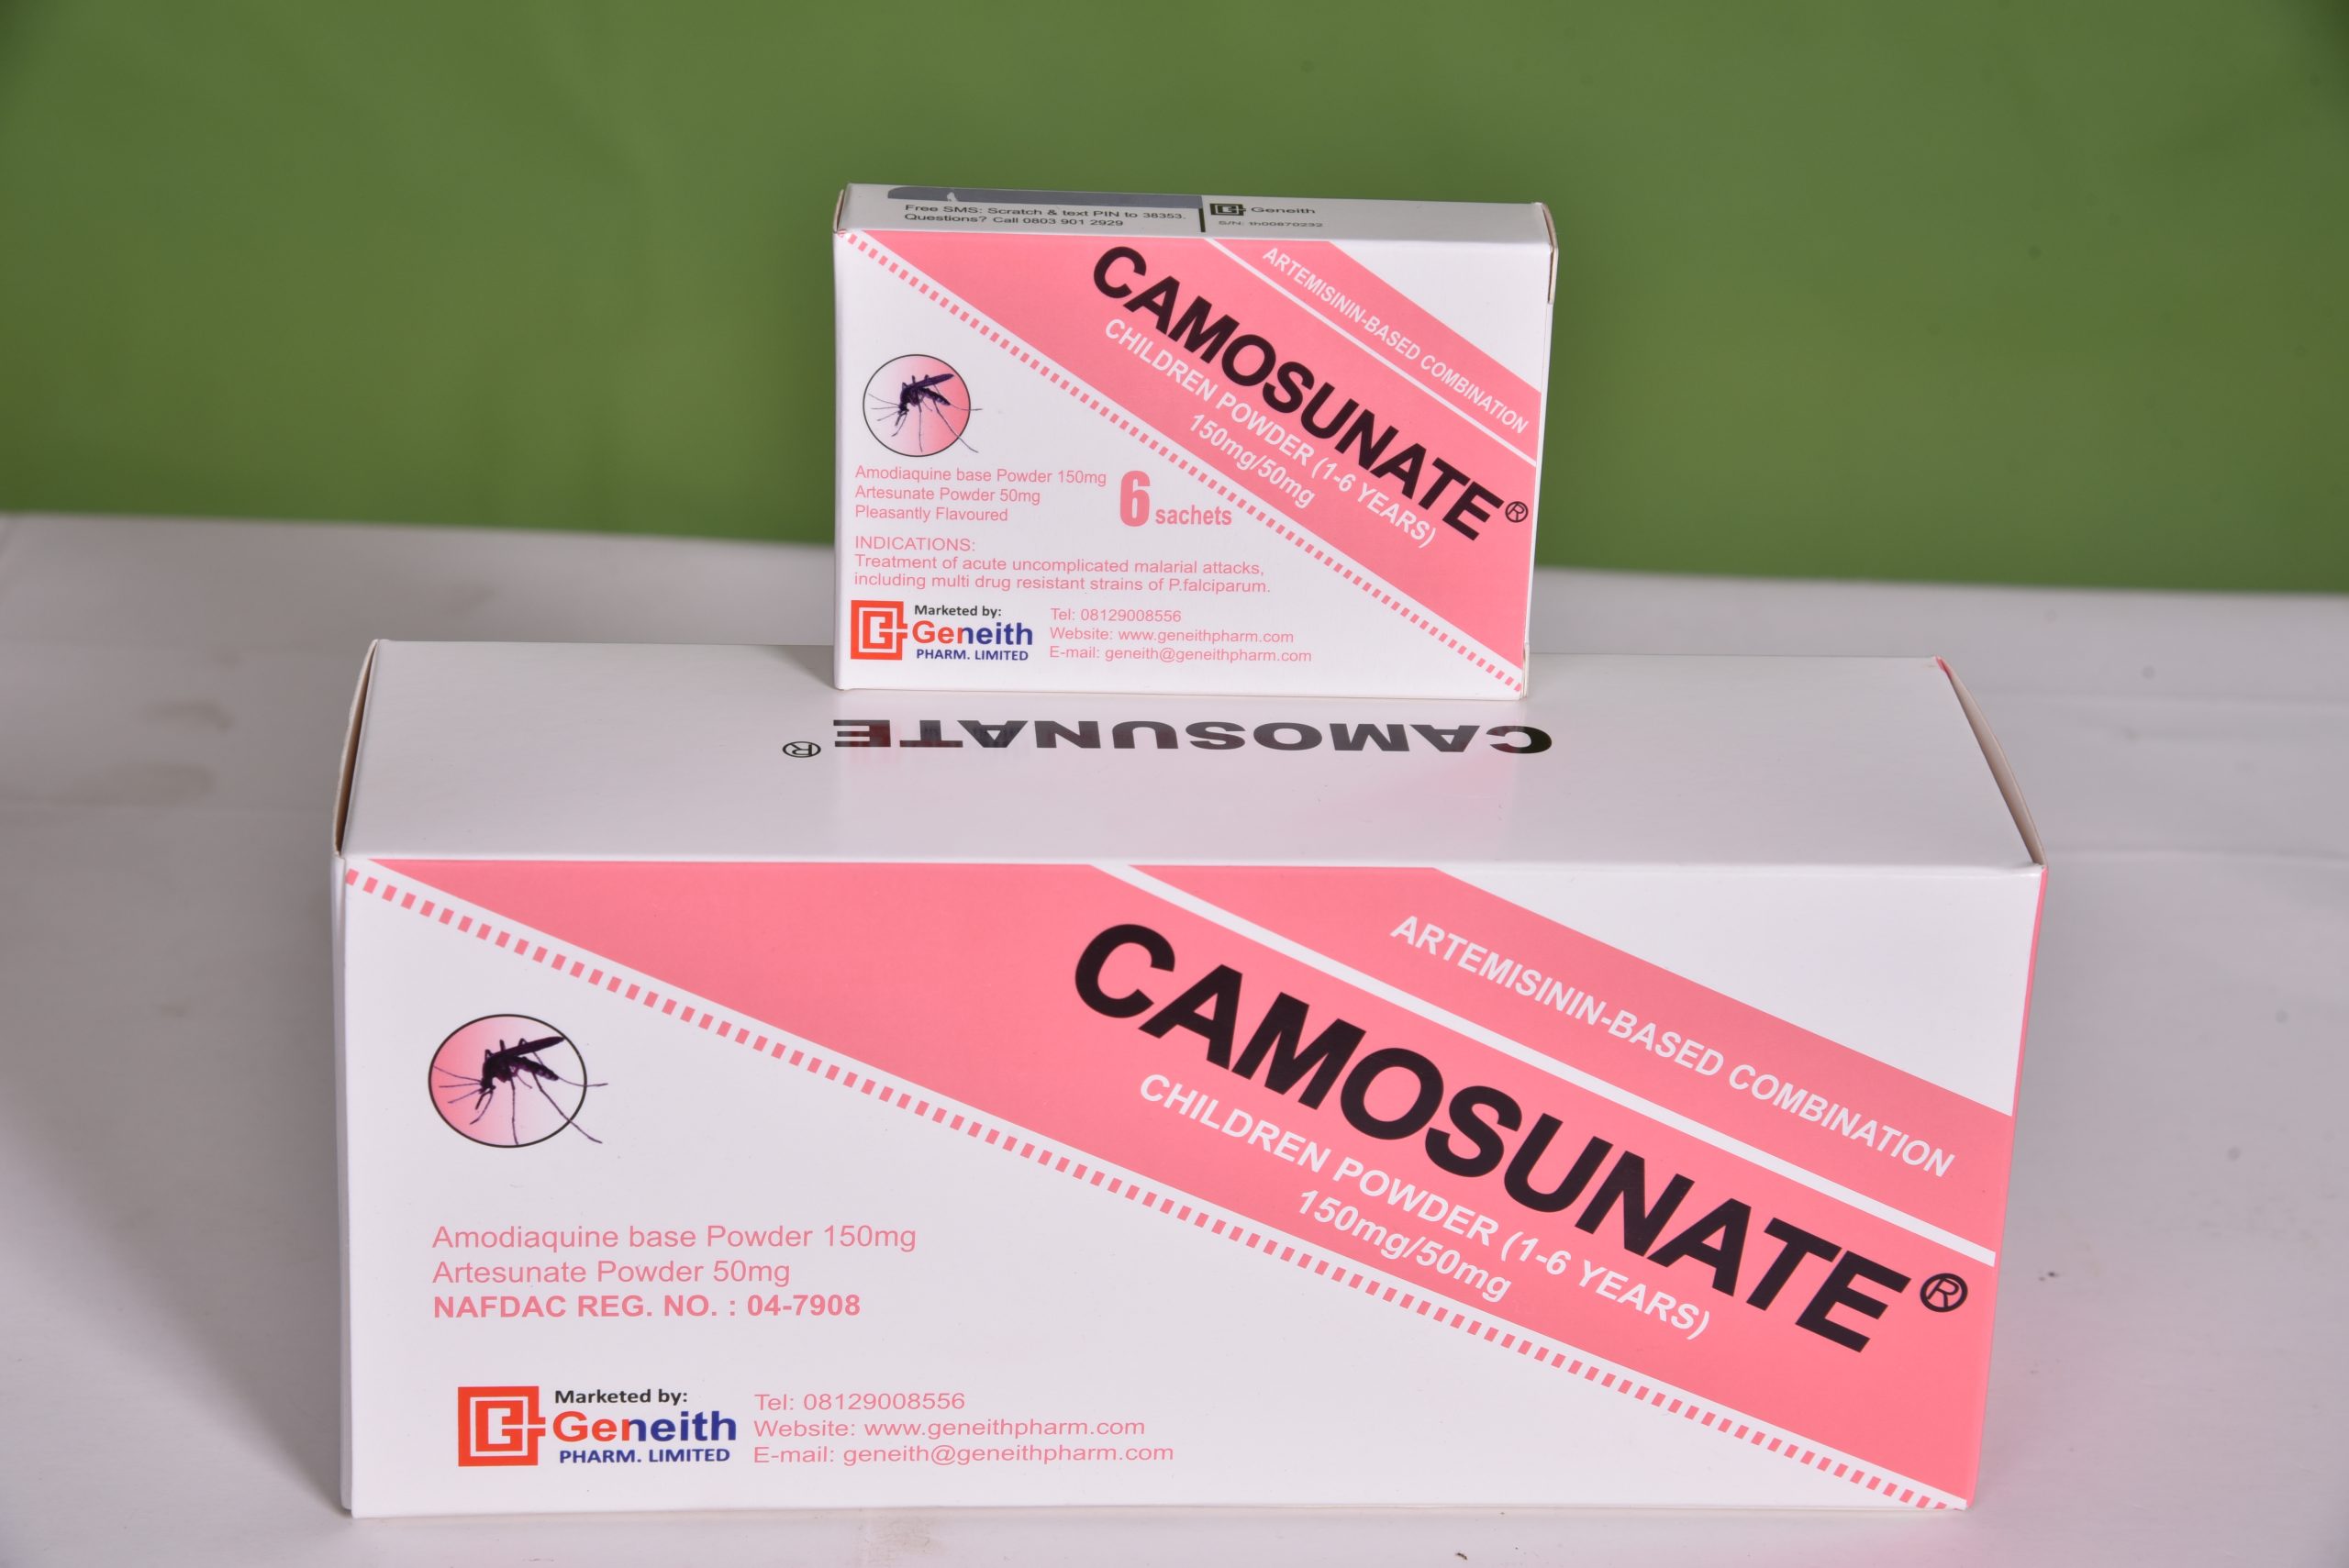 Free SMS: Scratch & text PIN to 38353.
Questions? Call 0803 901 2929
Geneith
S/N: th00870232
ARTEMISININ-BASED COMBINATION
CAMOSUNATE®
CHILDREN POWDER (1-6 YEARS)
150mg/50mg
Amodiaquine base Powder 150mg
Artesunate Powder 50mg
Pleasantly Flavoured
6 sachets
INDICATIONS:
Treatment of acute uncomplicated malarial attacks,
including multi drug resistant strains of P.falciparum.
Marketed by:
Geneith
PHARM. LIMITED
Tel: 08129008556
Website: www.geneithpharm.com
E-mail: geneith@geneithpharm.com
CAMOSUNATE®
ARTEMISININ-BASED COMBINATION
CAMOSUNATE®
CHILDREN POWDER (1-6 YEARS)
150mg/50mg
Amodiaquine base Powder 150mg
Artesunate Powder 50mg
NAFDAC REG. NO. : 04-7908
Marketed by:
Geneith
PHARM. LIMITED
Tel: 08129008556
Website: www.geneithpharm.com
E-mail: geneith@geneithpharm.com